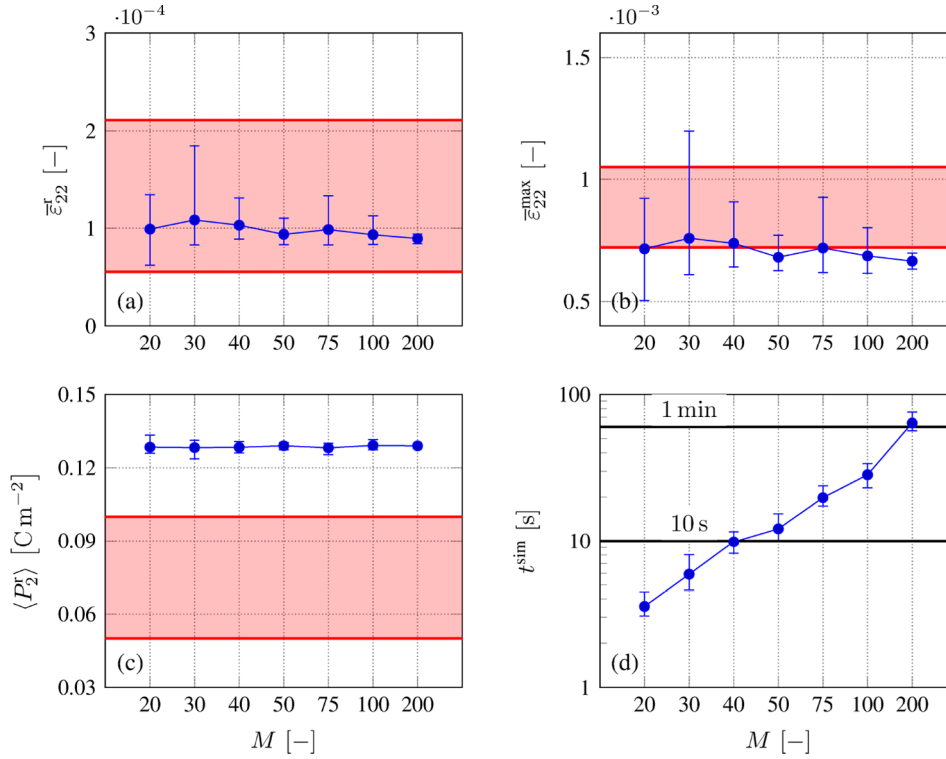 ·10⁻⁴
3
2
1
0
ε̅ʳ₂₂ [−]
(a)
20 30 40 50 75 100 200
·10⁻³
1.5
1
0.5
ε̅ᵐᵃˣ₂₂ [−]
(b)
20 30 40 50 75 100 200
0.15
0.12
0.09
0.06
0.03
⟨P₂ʳ⟩ [C m⁻²]
(c)
20 30 40 50 75 100 200
M [−]
100
10
1
tˢⁱᵐ [s]
1 min
10 s
(d)
20 30 40 50 75 100 200
M [−]